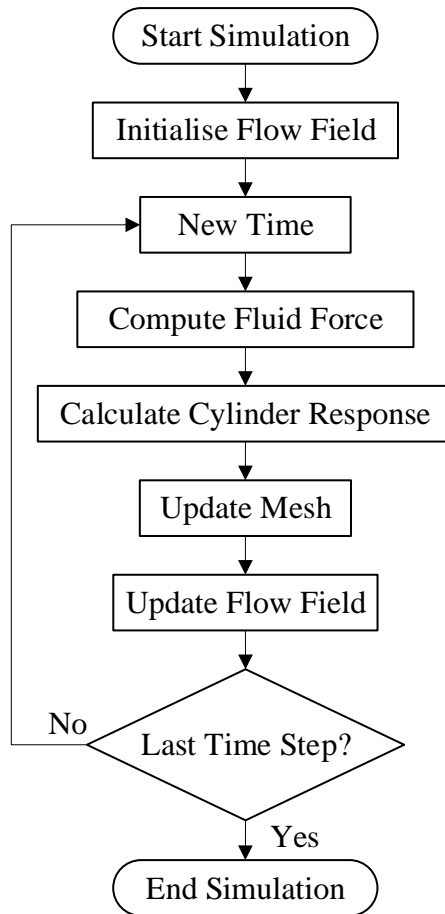 Start Simulation
Initialise Flow Field
New Time
Compute Fluid Force
Calculate Cylinder Response
Update Mesh
Update Flow Field
No
Last Time Step?
Yes
End Simulation